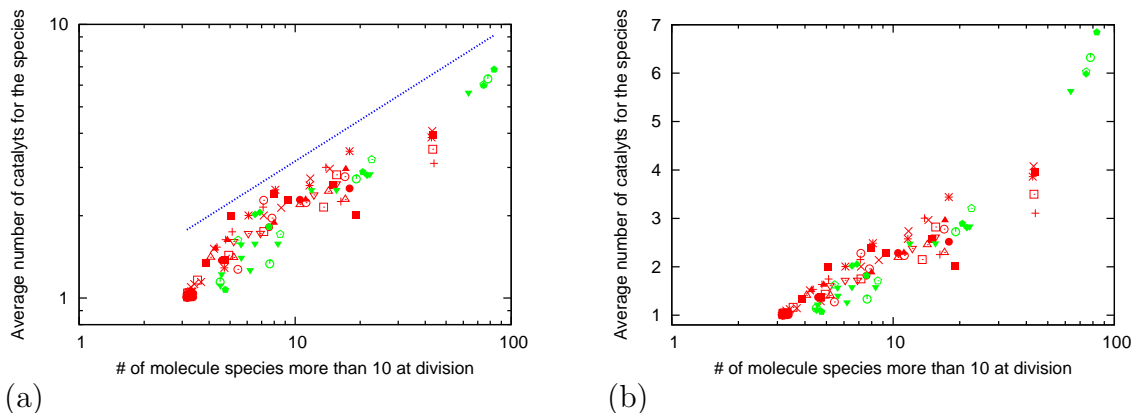 Average number of catalyts for the species
10
1
1
10
100
# of molecule species more than 10 at division
(a)
Average number of catalyts for the species
7
6
5
4
3
2
1
1
10
100
# of molecule species more than 10 at division
(b)